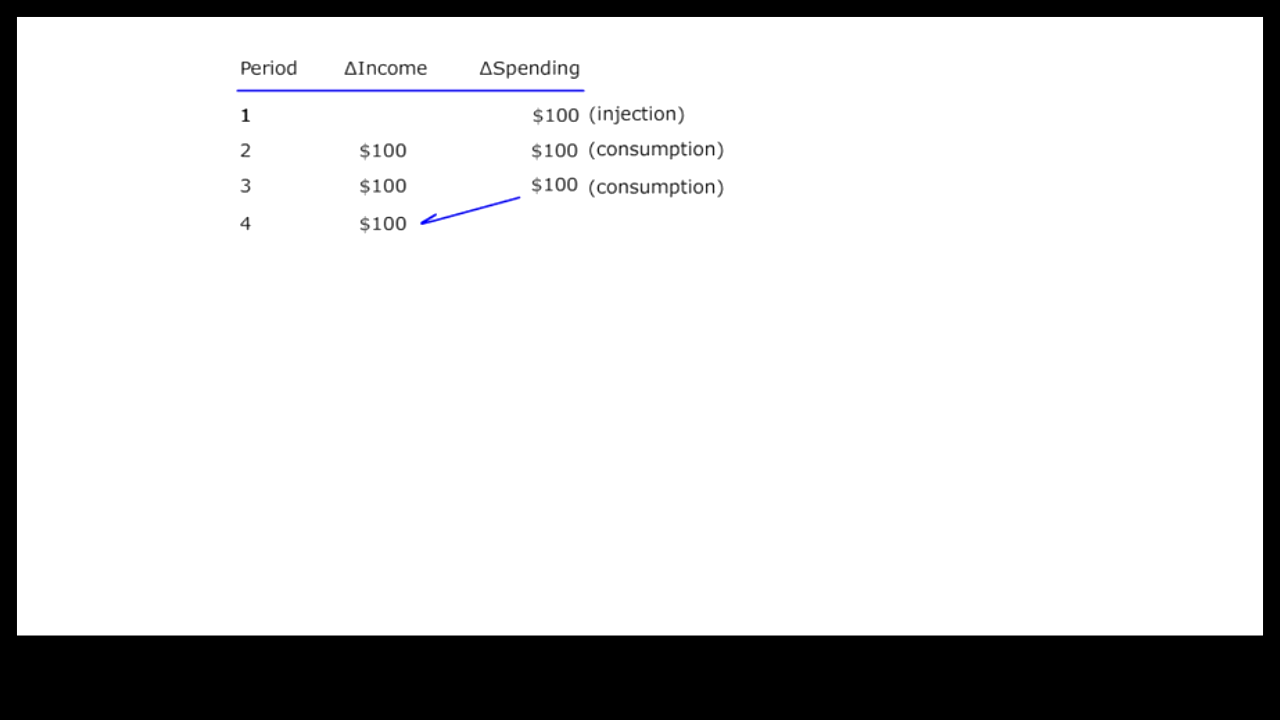 Period ΔIncome ΔSpending
1 $100 (injection)
2 $100 $100 (consumption)
3 $100 $100 (consumption)
4 $100